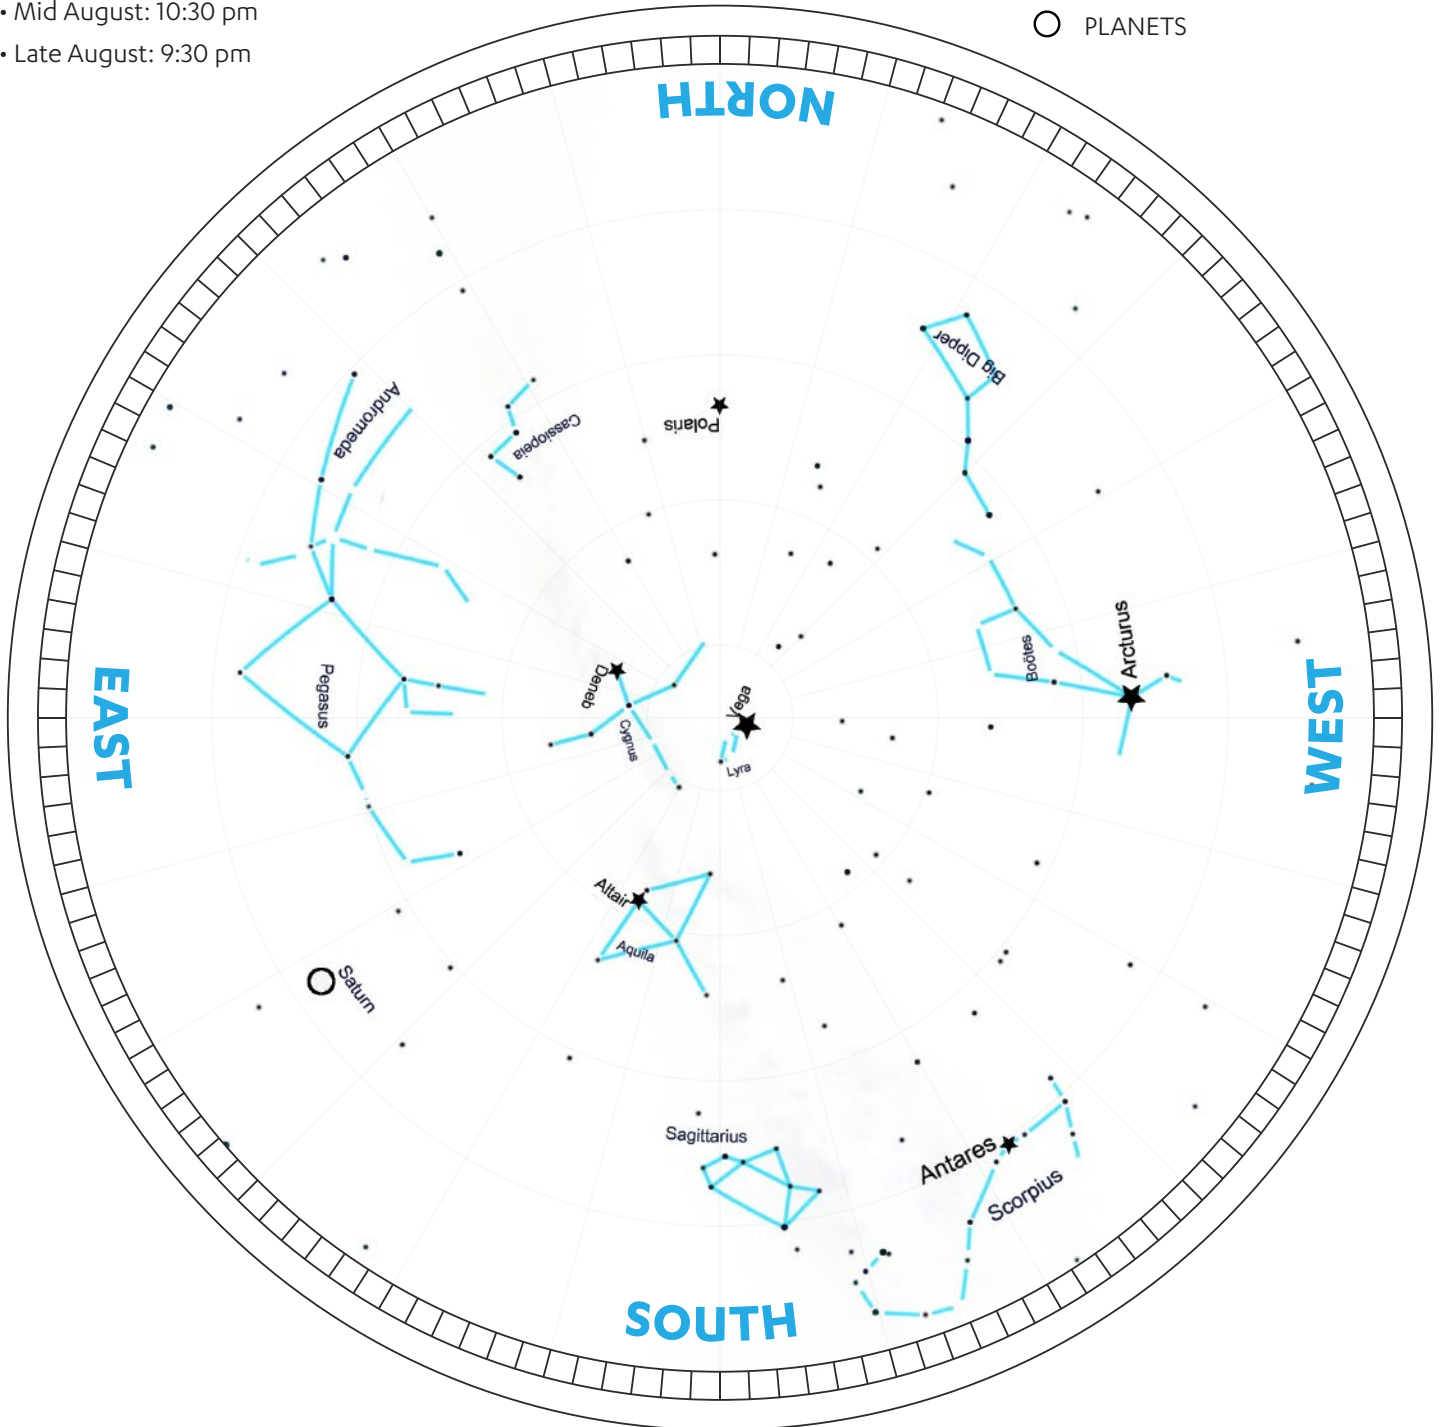 • Mid August: 10:30 pm
• Late August: 9:30 pm
PLANETS
NORTH
Big Dipper
Andromeda
Cassiopeia
Polaris
Arcturus
Boötes
EAST
Pegasus
Deneb
Cygnus
Vega
Lyra
WEST
Altair
Aquila
Saturn
Sagittarius
Antares
Scorpius
SOUTH